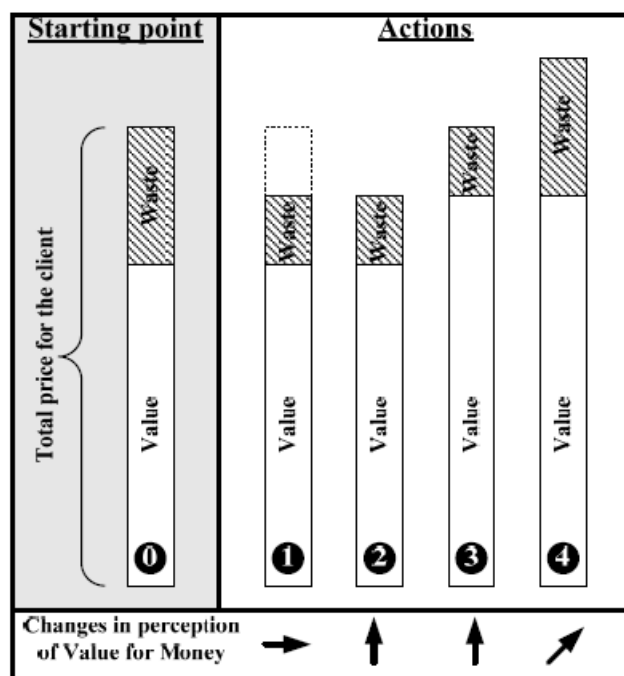 Starting point
Actions
Total price for the client
Waste
Value
0
Waste
Value
1
Waste
Value
2
Waste
Value
3
Waste
Value
4
Changes in perception
of Value for Money